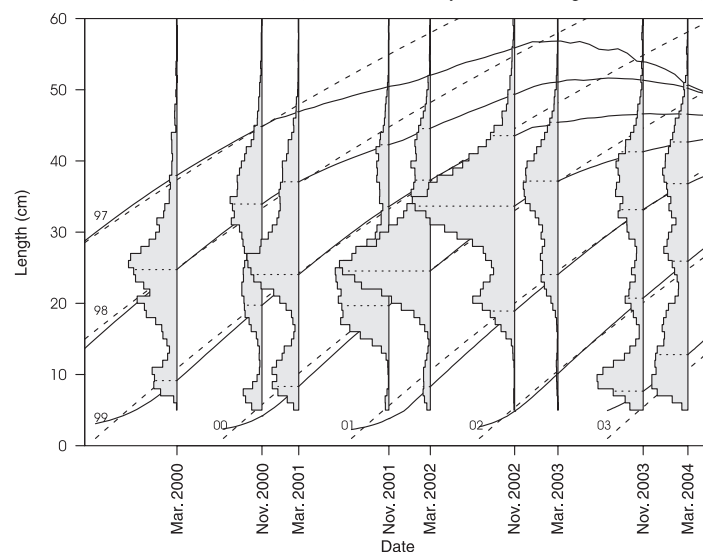 60
50
40
30
20
10
0
Length (cm)
97
98
99
00
01
02
03
Mar. 2000
Nov. 2000
Mar. 2001
Nov. 2001
Mar. 2002
Nov. 2002
Mar. 2003
Nov. 2003
Mar. 2004
Date